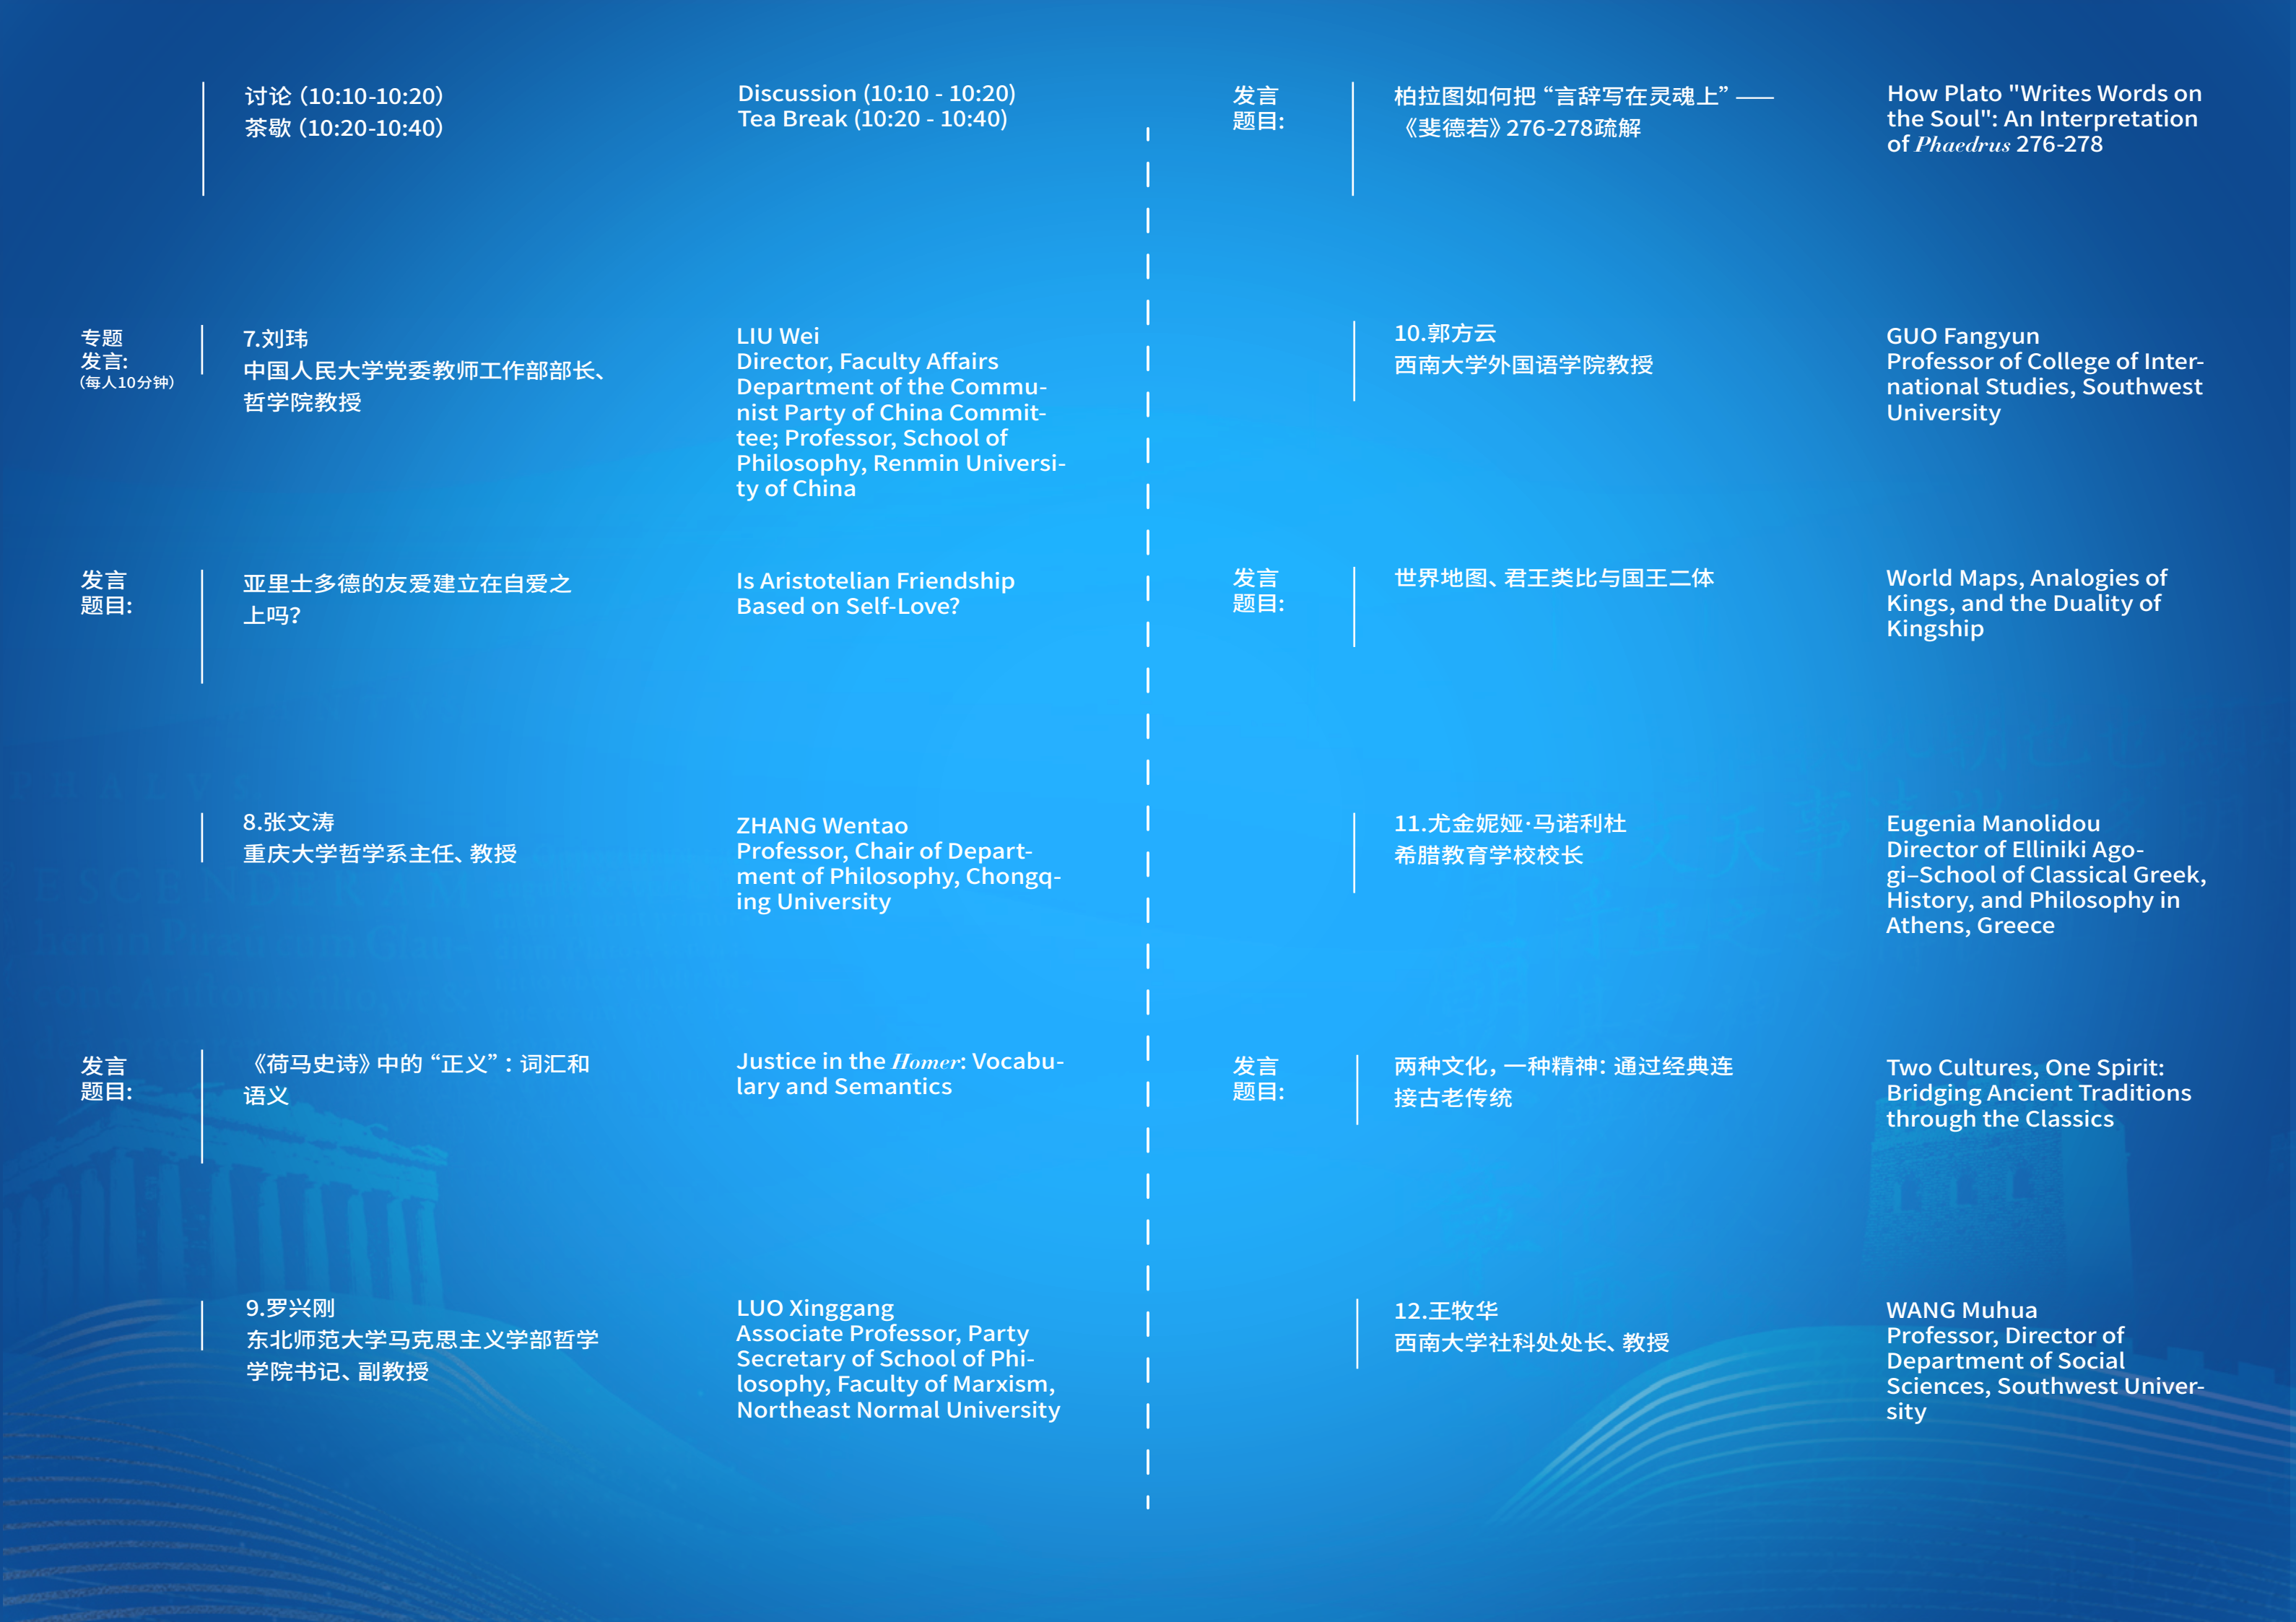 讨论（10:10-10:20）
茶歇（10:20-10:40）
Discussion (10:10 - 10:20)
Tea Break (10:20 - 10:40)
专题
发言:
（每人10分钟）
7.刘玮
中国人民大学党委教师工作部部长、
哲学院教授
LIU Wei
Director, Faculty Affairs
Department of the Commu-
nist Party of China Commit-
tee; Professor, School of
Philosophy, Renmin Universi-
ty of China
发言
题目:
亚里士多德的友爱建立在自爱之
上吗?
Is Aristotelian Friendship
Based on Self-Love?
8.张文涛
重庆大学哲学系主任、教授
ZHANG Wentao
Professor, Chair of Depart-
ment of Philosophy, Chongq-
ing University
发言
题目:
《荷马史诗》中的“正义”：词汇和
语义
Justice in the Homer: Vocabu-
lary and Semantics
9.罗兴刚
东北师范大学马克思主义学部哲学
学院书记、副教授
LUO Xinggang
Associate Professor, Party
Secretary of School of Phi-
losophy, Faculty of Marxism,
Northeast Normal University
发言
题目:
柏拉图如何把“言辞写在灵魂上”——
《斐德若》276-278疏解
How Plato "Writes Words on
the Soul": An Interpretation
of Phaedrus 276-278
10.郭方云
西南大学外国语学院教授
GUO Fangyun
Professor of College of Inter-
national Studies, Southwest
University
发言
题目:
世界地图、君王类比与国王二体
World Maps, Analogies of
Kings, and the Duality of
Kingship
11.尤金妮娅·马诺利杜
希腊教育学校校长
Eugenia Manolidou
Director of Elliniki Ago-
gi–School of Classical Greek,
History, and Philosophy in
Athens, Greece
发言
题目:
两种文化，一种精神：通过经典连
接古老传统
Two Cultures, One Spirit:
Bridging Ancient Traditions
through the Classics
12.王牧华
西南大学社科处处长、教授
WANG Muhua
Professor, Director of
Department of Social
Sciences, Southwest Univer-
sity